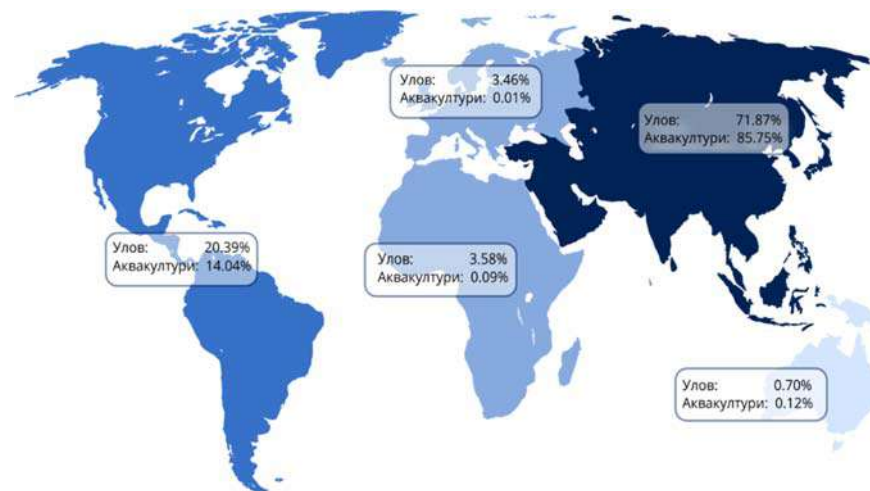 Улов: 3.46%
Аквакултури: 0.01%
Улов: 71.87%
Аквакултури: 85.75%
Улов: 20.39%
Аквакултури: 14.04%
Улов: 3.58%
Аквакултури: 0.09%
Улов: 0.70%
Аквакултури: 0.12%